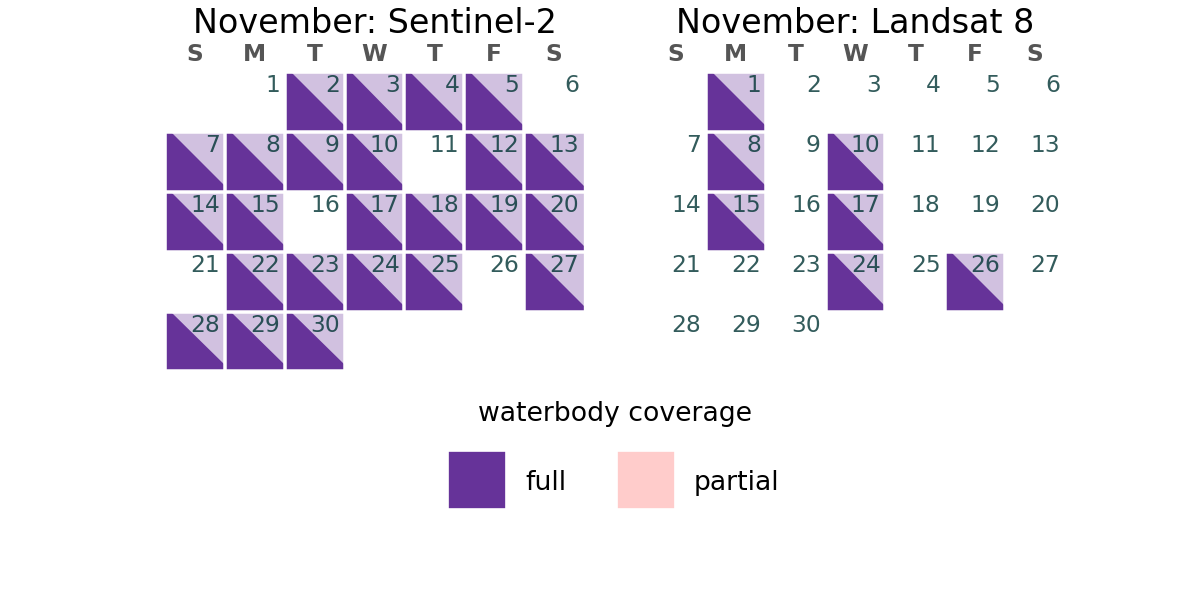 November: Sentinel-2
S M T W T F S
1 2 3 4 5 6
7 8 9 10 11 12 13
14 15 16 17 18 19 20
21 22 23 24 25 26 27
28 29 30
November: Landsat 8
S M T W T F S
1 2 3 4 5 6
7 8 9 10 11 12 13
14 15 16 17 18 19 20
21 22 23 24 25 26 27
28 29 30
waterbody coverage
full
partial